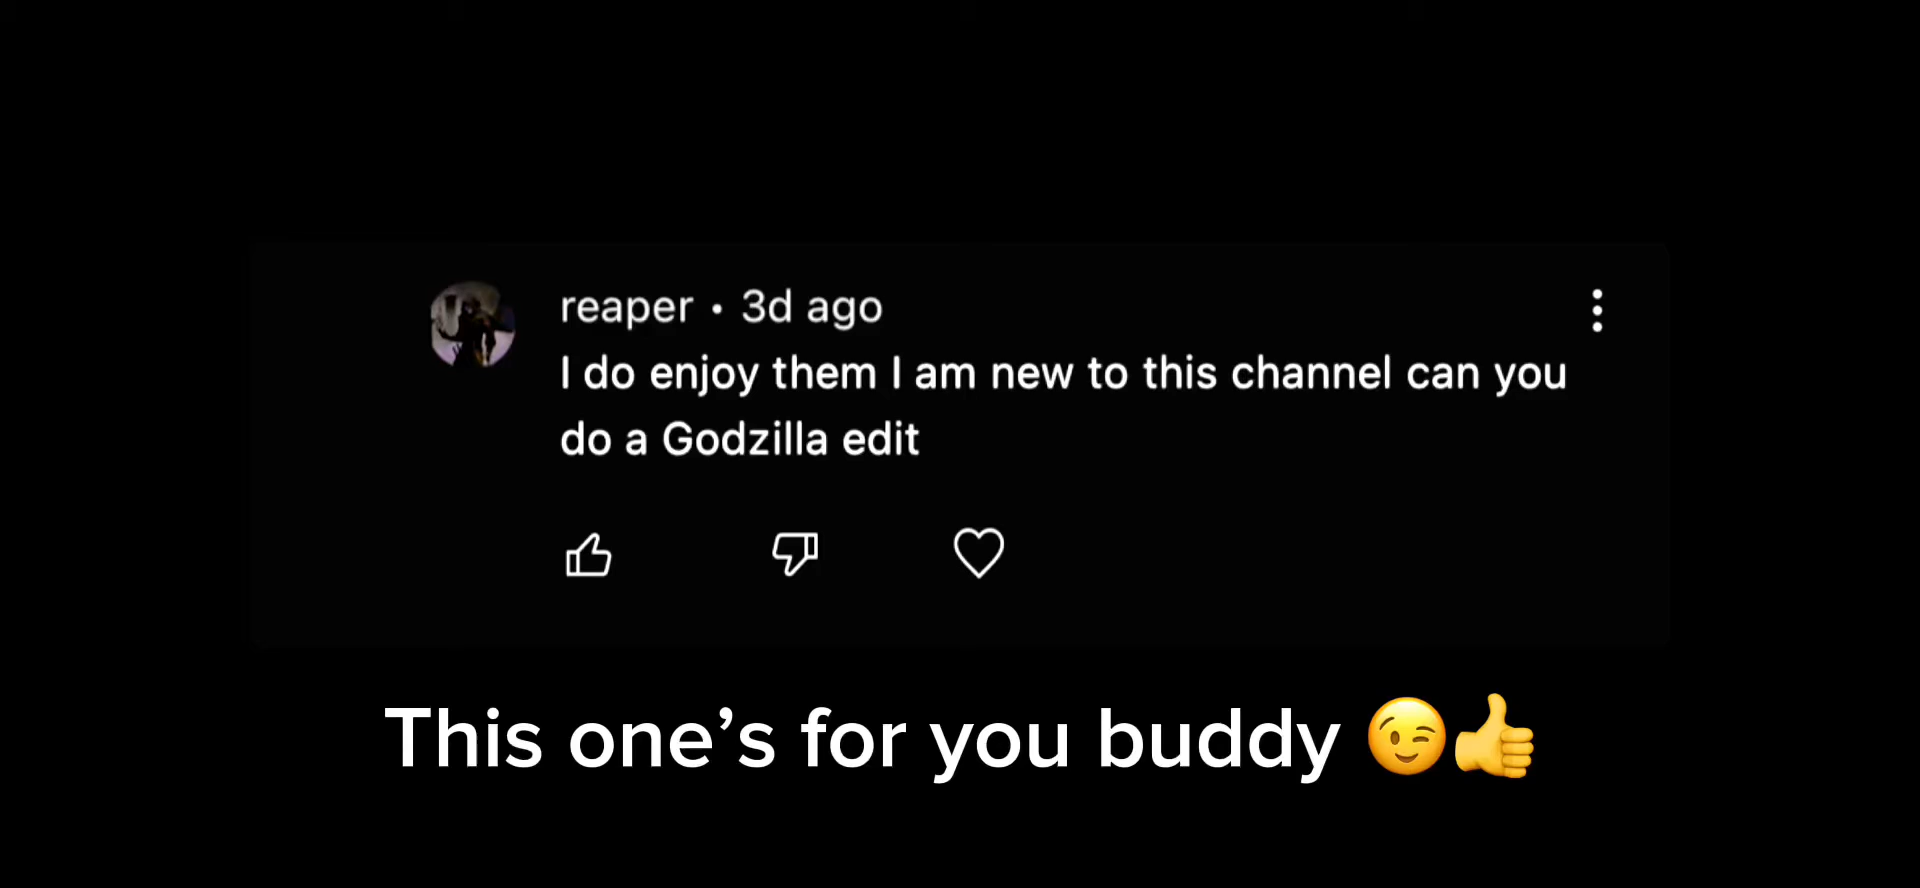 reaper • 3d ago
I do enjoy them I am new to this channel can you
do a Godzilla edit
This one’s for you buddy 😉👍